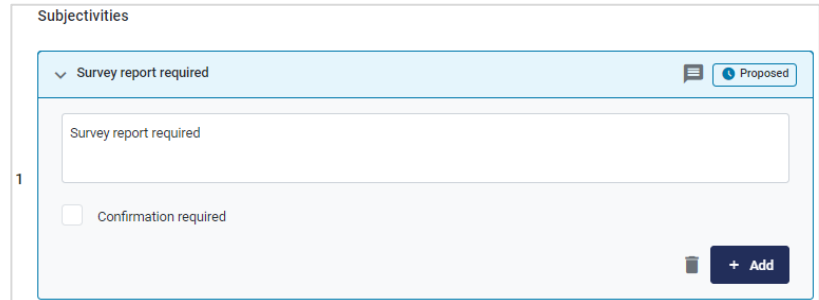 Subjectivities
Survey report required
Proposed
Survey report required
1
Confirmation required
+ Add